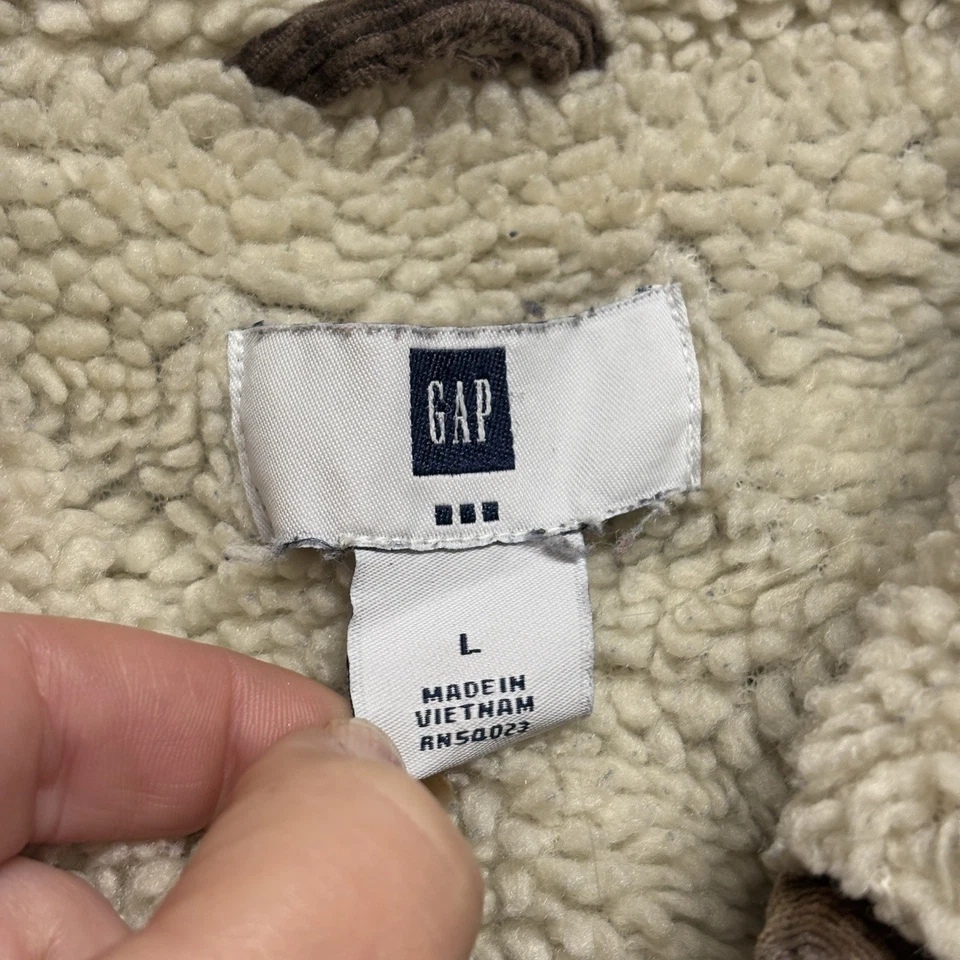 GAP
L
MADE IN
VIETNAM
RN54023